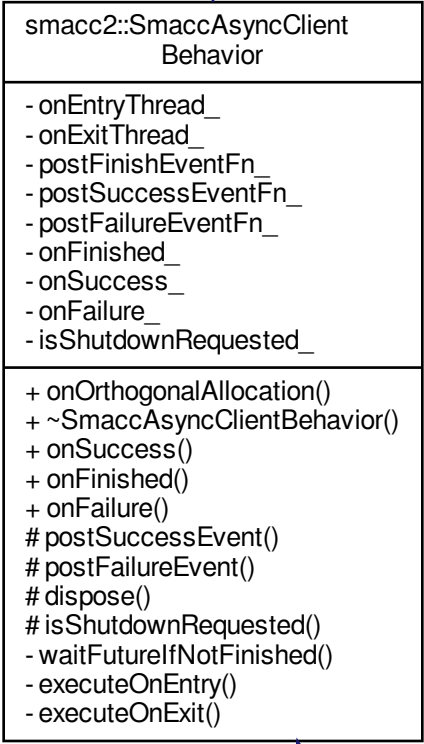 smacc2::SmaccAsyncClient
Behavior
- onEntryThread_
- onExitThread_
- postFinishEventFn_
- postSuccessEventFn_
- postFailureEventFn_
- onFinished_
- onSuccess_
- onFailure_
- isShutdownRequested_
+ onOrthogonalAllocation()
+ ~SmaccAsyncClientBehavior()
+ onSuccess()
+ onFinished()
+ onFailure()
# postSuccessEvent()
# postFailureEvent()
# dispose()
# isShutdownRequested()
- waitFutureIfNotFinished()
- executeOnEntry()
- executeOnExit()